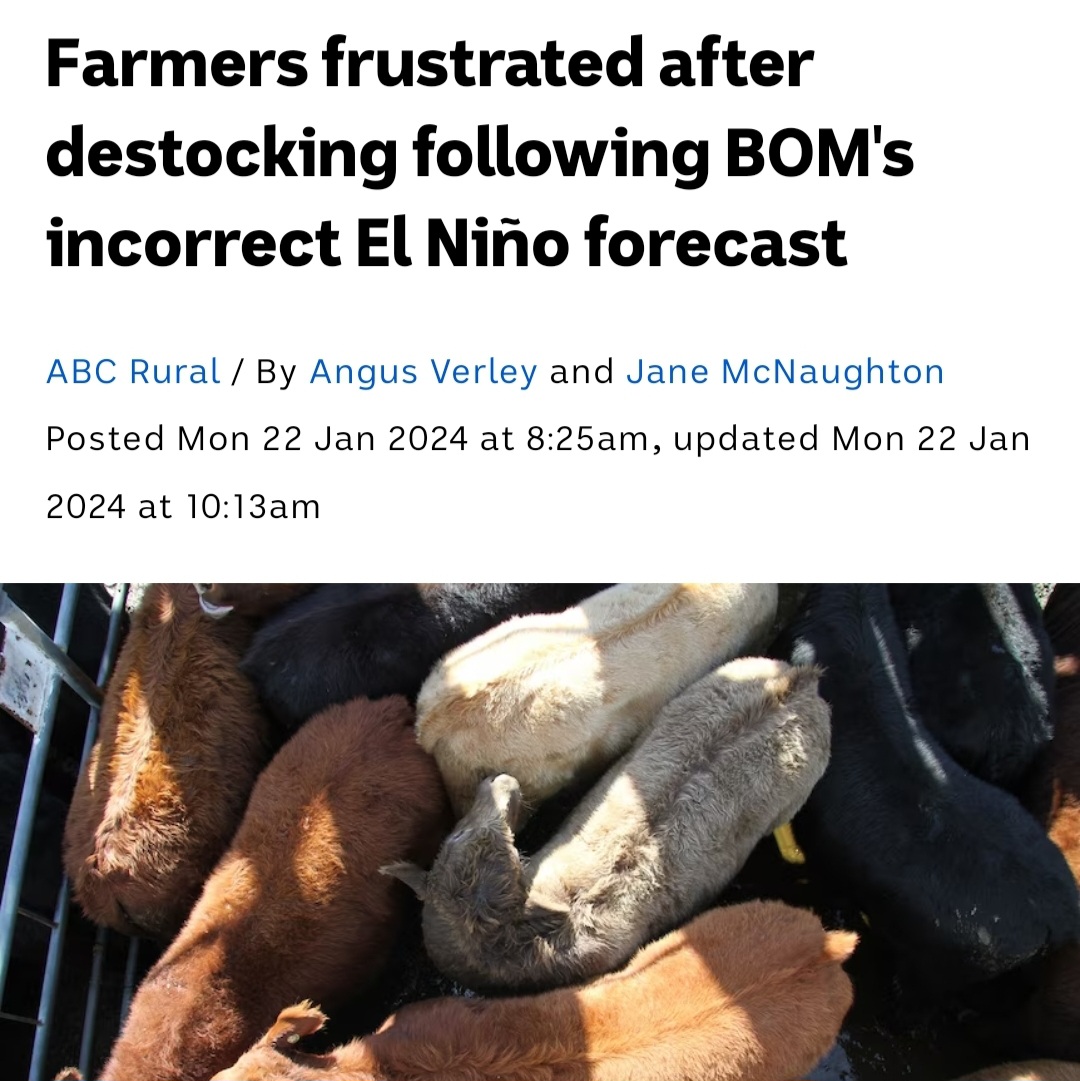 Farmers frustrated after
destocking following BOM's
incorrect El Niño forecast
ABC Rural / By Angus Verley and Jane McNaughton
Posted Mon 22 Jan 2024 at 8:25am, updated Mon 22 Jan
2024 at 10:13am